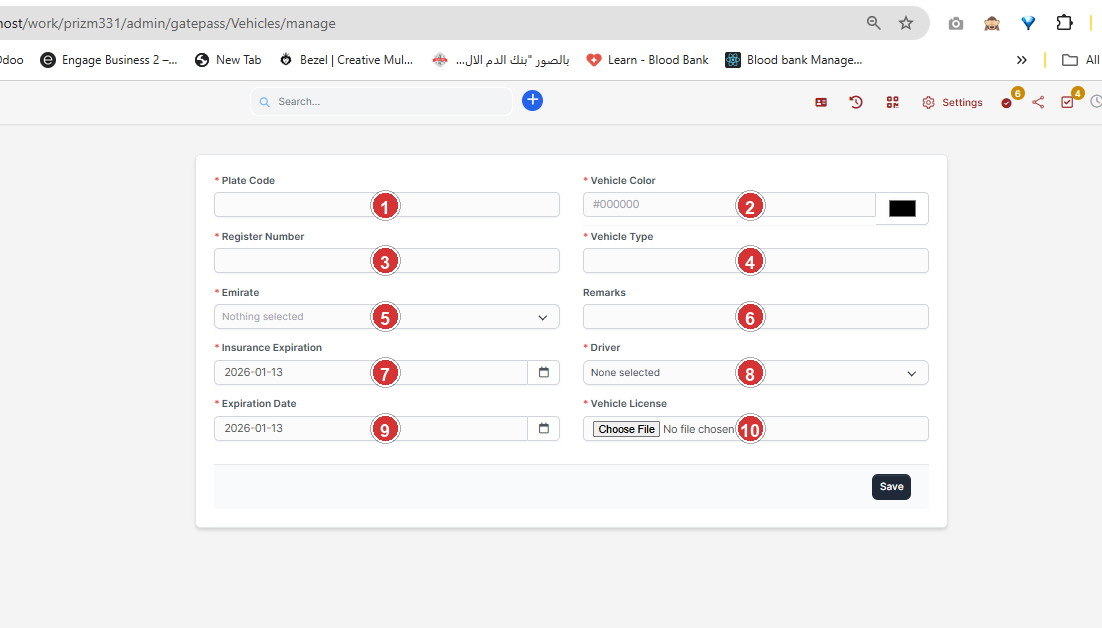 host/work/prizm331/admin/gatepass/Vehicles/manage
Odoo Engage Business 2 –... New Tab Bezel | Creative Mul... بالصور "بنك الدم الال... Learn - Blood Bank Blood bank Manage... » All
Search... Settings 6 4
* Plate Code * Vehicle Color
1 #000000 2
* Register Number * Vehicle Type
3 4
* Emirate Remarks
Nothing selected 5 6
* Insurance Expiration * Driver
2026-01-13 7 None selected 8
* Expiration Date * Vehicle License
2026-01-13 9 Choose File No file chosen 10
Save